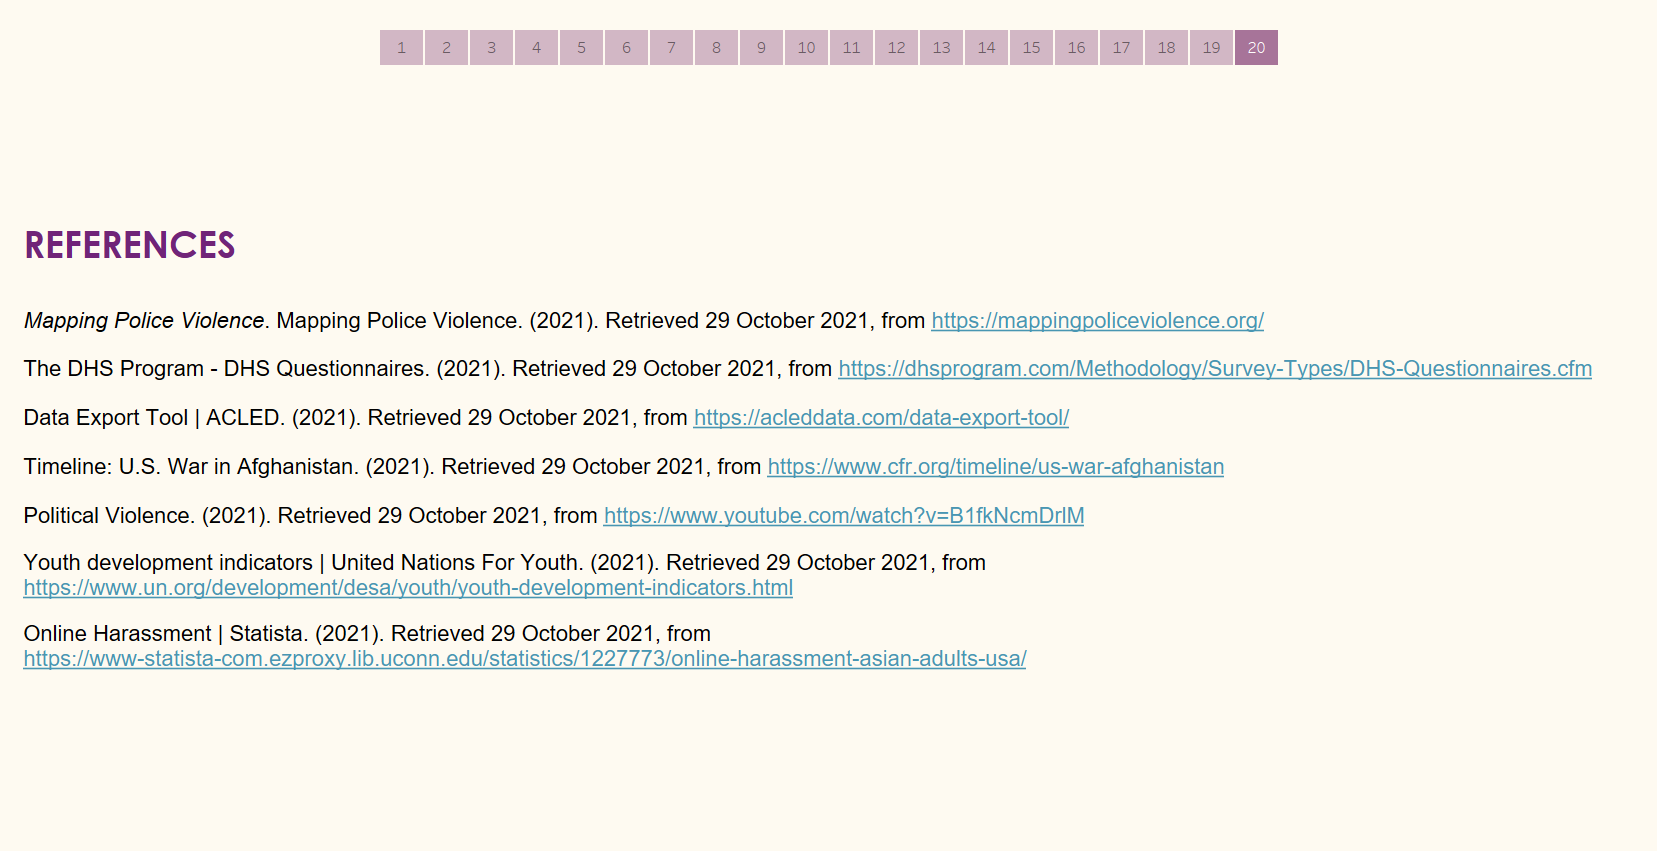 1 2 3 4 5 6 7 8 9 10 11 12 13 14 15 16 17 18 19 20
REFERENCES
Mapping Police Violence. Mapping Police Violence. (2021). Retrieved 29 October 2021, from https://mappingpoliceviolence.org/
The DHS Program - DHS Questionnaires. (2021). Retrieved 29 October 2021, from https://dhsprogram.com/Methodology/Survey-Types/DHS-Questionnaires.cfm
Data Export Tool | ACLED. (2021). Retrieved 29 October 2021, from https://acleddata.com/data-export-tool/
Timeline: U.S. War in Afghanistan. (2021). Retrieved 29 October 2021, from https://www.cfr.org/timeline/us-war-afghanistan
Political Violence. (2021). Retrieved 29 October 2021, from https://www.youtube.com/watch?v=B1fkNcmDrlM
Youth development indicators | United Nations For Youth. (2021). Retrieved 29 October 2021, from
https://www.un.org/development/desa/youth/youth-development-indicators.html
Online Harassment | Statista. (2021). Retrieved 29 October 2021, from
https://www-statista-com.ezproxy.lib.uconn.edu/statistics/1227773/online-harassment-asian-adults-usa/